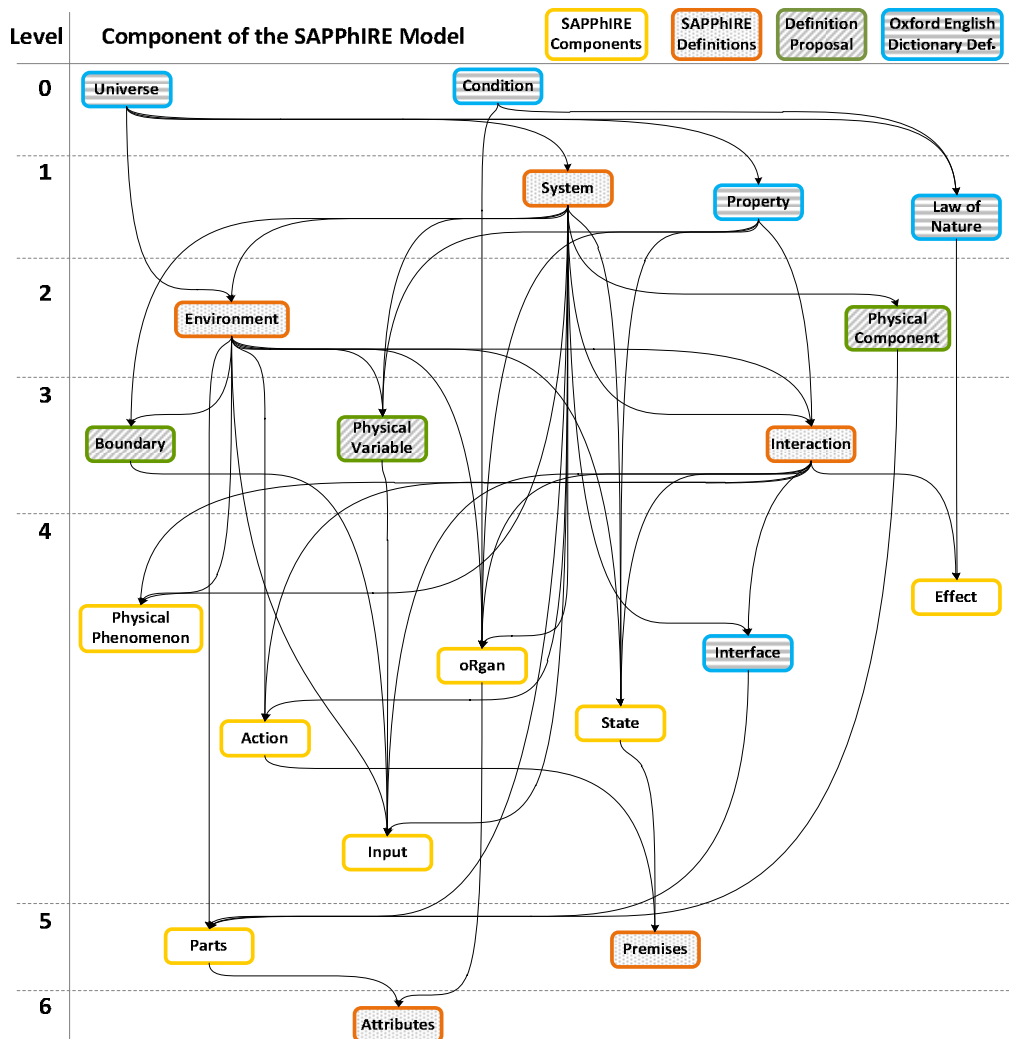 Level
Component of the SAPPhIRE Model
SAPPhIRE
Components
SAPPhIRE
Definitions
Definition
Proposal
Oxford English
Dictionary Def.
0
Universe
Condition
1
System
Property
Law of
Nature
2
Environment
Physical
Component
3
Boundary
Physical
Variable
Interaction
4
Effect
Physical
Phenomenon
oRgan
Interface
Action
State
Input
5
Parts
Premises
6
Attributes